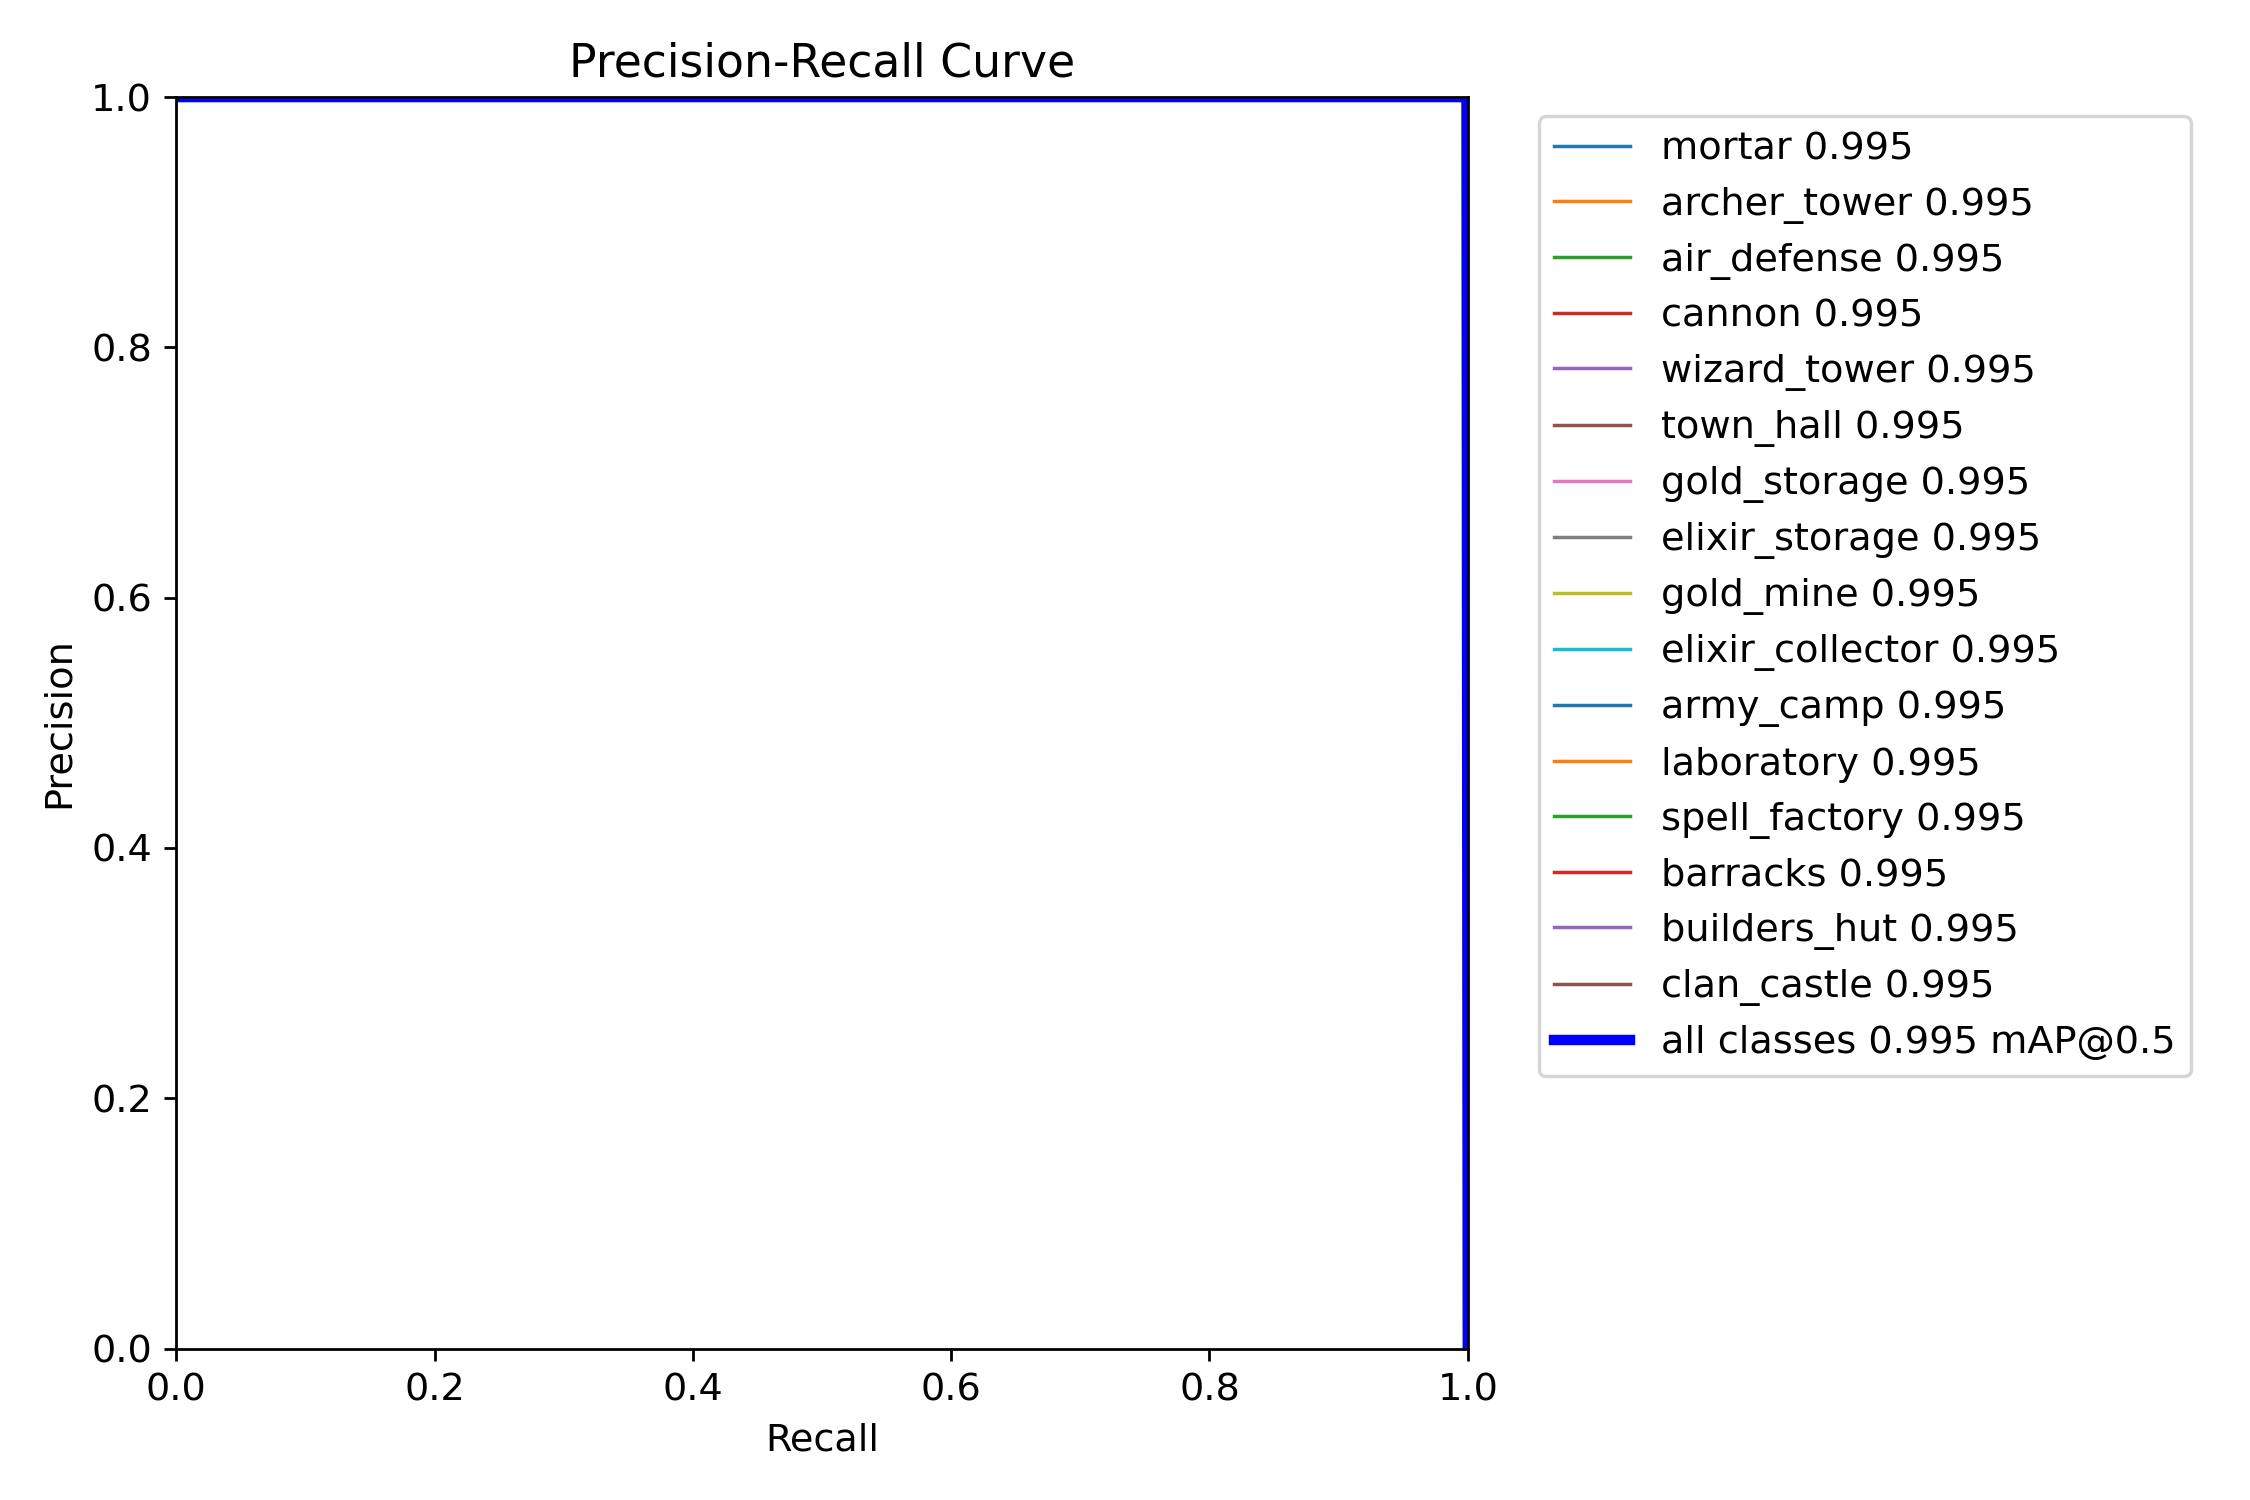 Precision-Recall Curve
1.0
0.8
0.6
0.4
0.2
0.0
Precision
0.0 0.2 0.4 0.6 0.8 1.0
Recall
mortar 0.995
archer_tower 0.995
air_defense 0.995
cannon 0.995
wizard_tower 0.995
town_hall 0.995
gold_storage 0.995
elixir_storage 0.995
gold_mine 0.995
elixir_collector 0.995
army_camp 0.995
laboratory 0.995
spell_factory 0.995
barracks 0.995
builders_hut 0.995
clan_castle 0.995
all classes 0.995 mAP@0.5